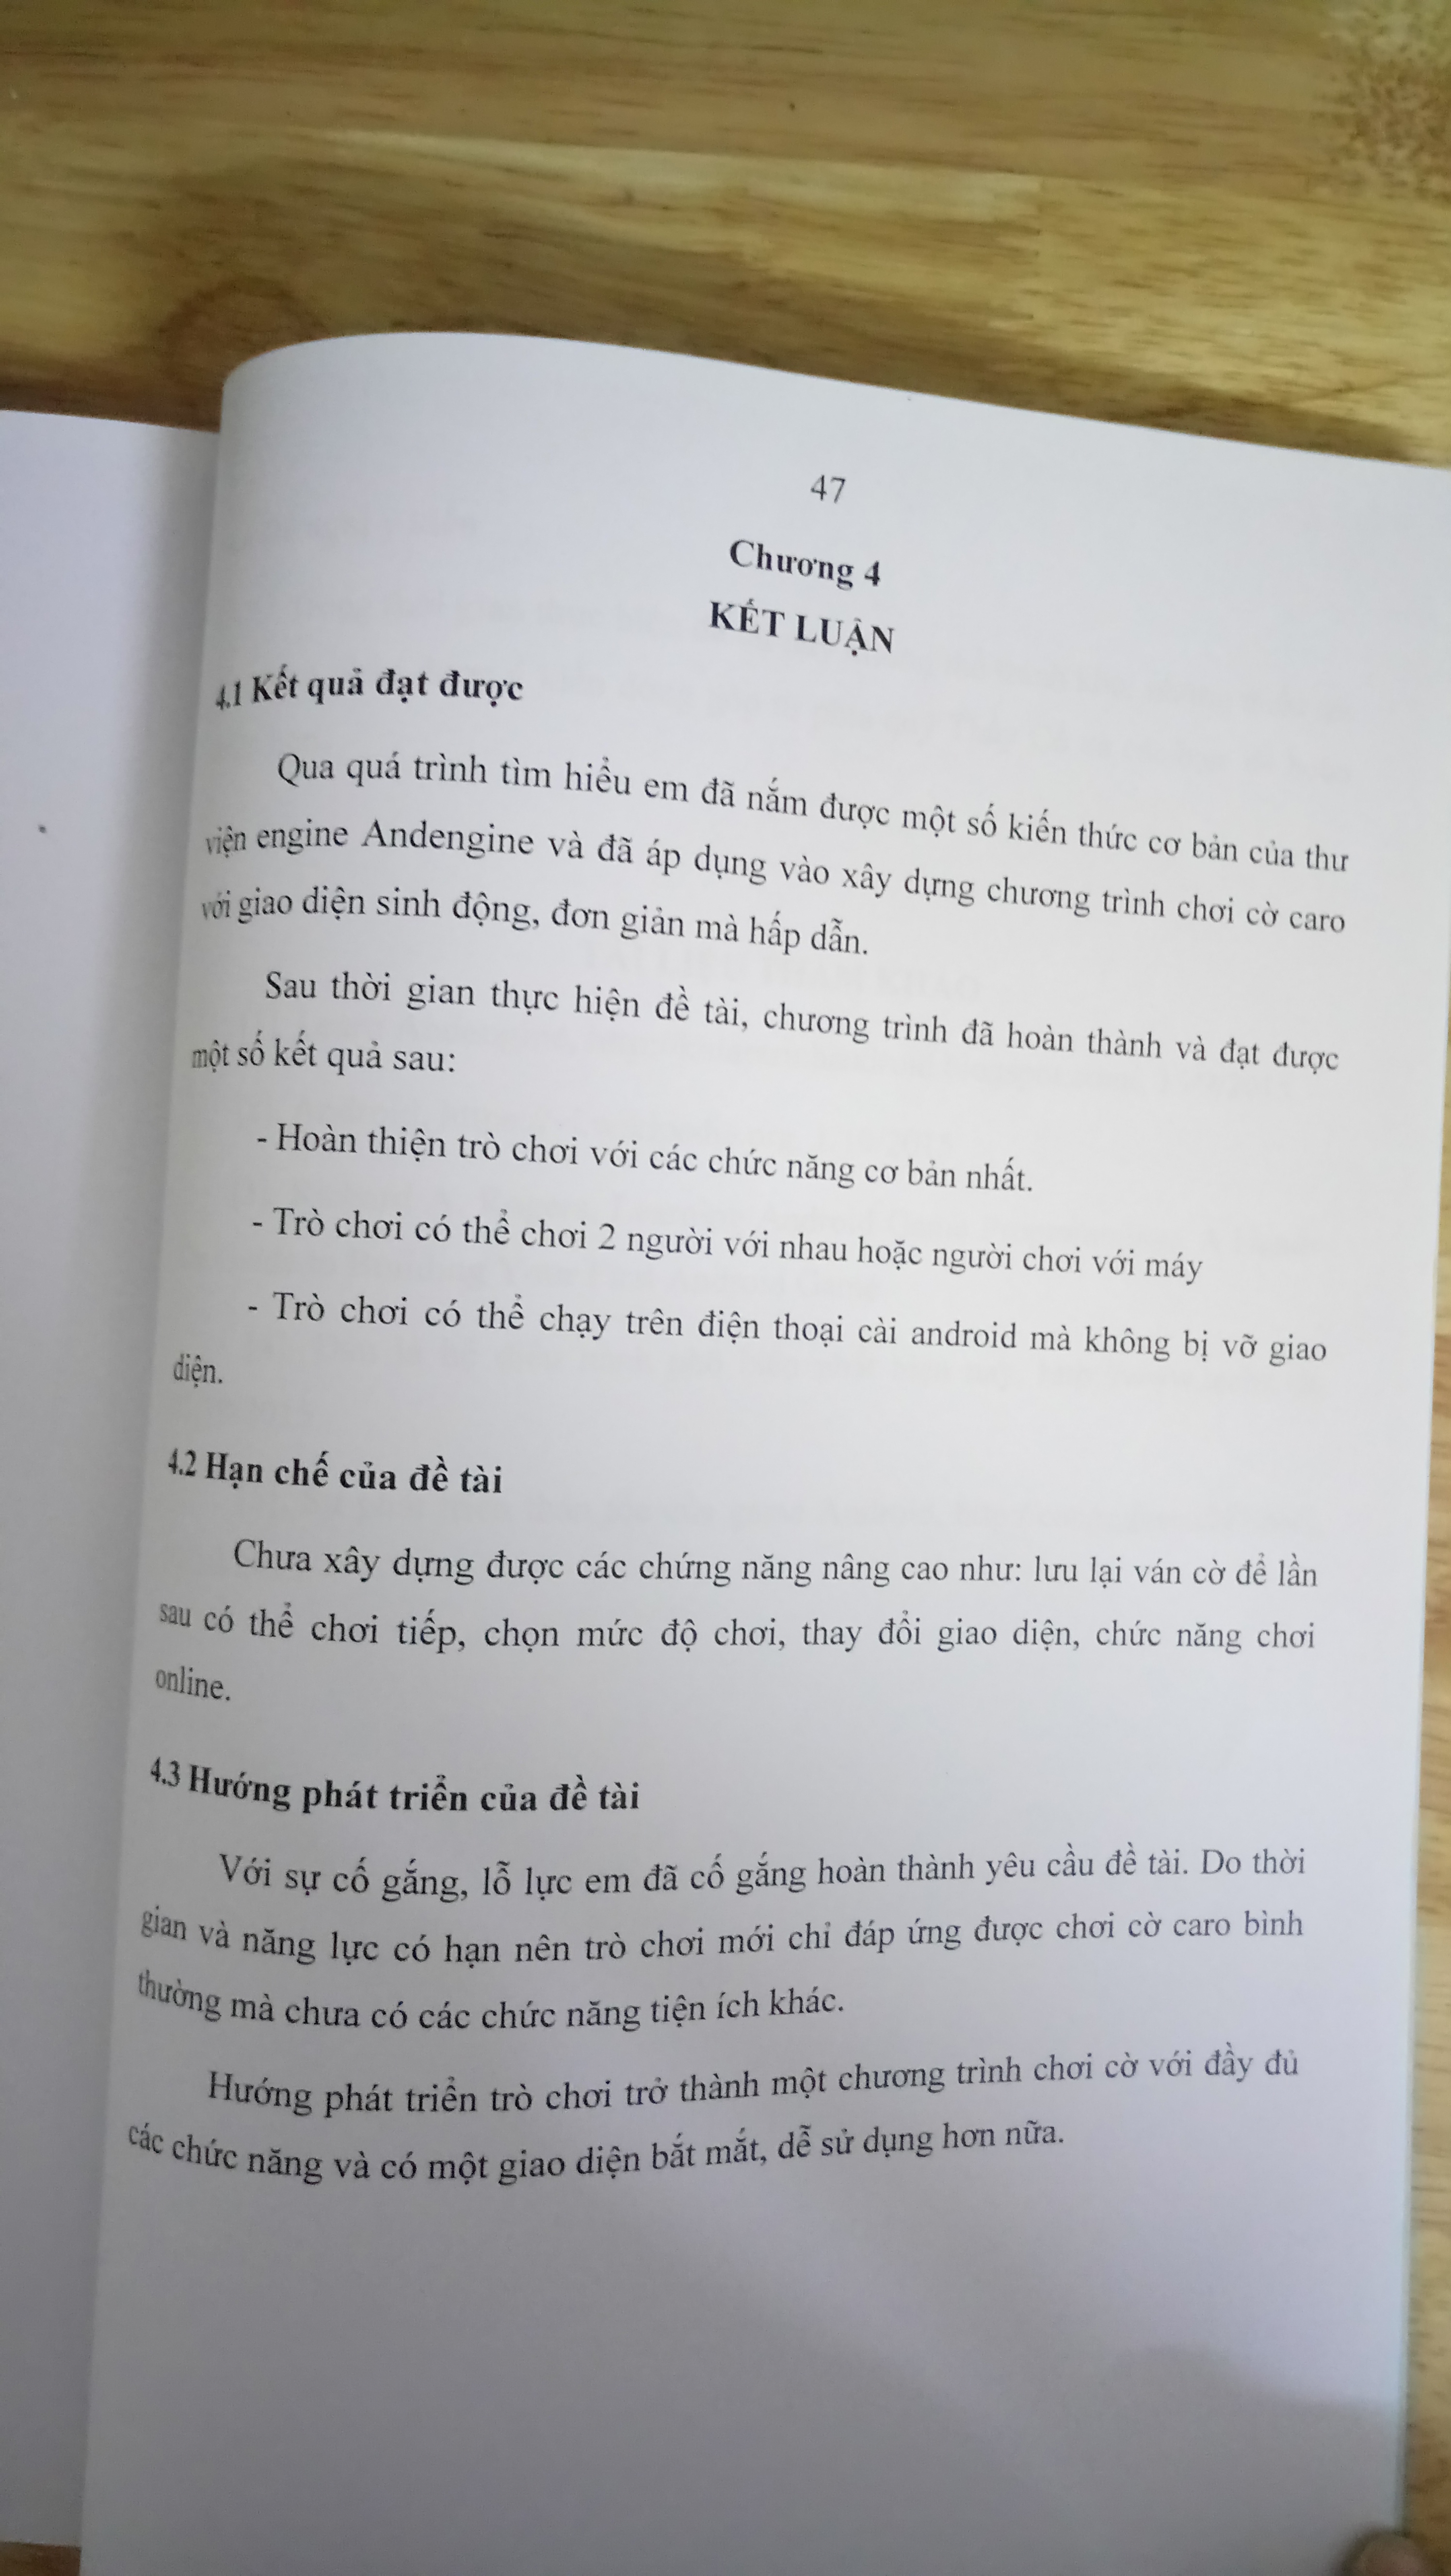 47
Chương 4
KẾT LUẬN
4.1 Kết quả đạt được
Qua quá trình tìm hiểu em đã nắm được một số kiến thức cơ bản của thư
viện engine Andengine và đã áp dụng vào xây dựng chương trình chơi cờ caro
với giao diện sinh động, đơn giản mà hấp dẫn.
Sau thời gian thực hiện đề tài, chương trình đã hoàn thành và đạt được
một số kết quả sau:
- Hoàn thiện trò chơi với các chức năng cơ bản nhất.
- Trò chơi có thể chơi 2 người với nhau hoặc người chơi với máy
- Trò chơi có thể chạy trên điện thoại cài android mà không bị vỡ giao
diện.
4.2 Hạn chế của đề tài
Chưa xây dựng được các chứng năng nâng cao như: lưu lại ván cờ để lần
sau có thể chơi tiếp, chọn mức độ chơi, thay đổi giao diện, chức năng chơi
online.
4.3 Hướng phát triển của đề tài
Với sự cố gắng, lỗ lực em đã cố gắng hoàn thành yêu cầu đề tài. Do thời
gian và năng lực có hạn nên trò chơi mới chỉ đáp ứng được chơi cờ caro bình
thường mà chưa có các chức năng tiện ích khác.
Hướng phát triển trò chơi trở thành một chương trình chơi cờ với đầy đủ
các chức năng và có một giao diện bắt mắt, dễ sử dụng hơn nữa.